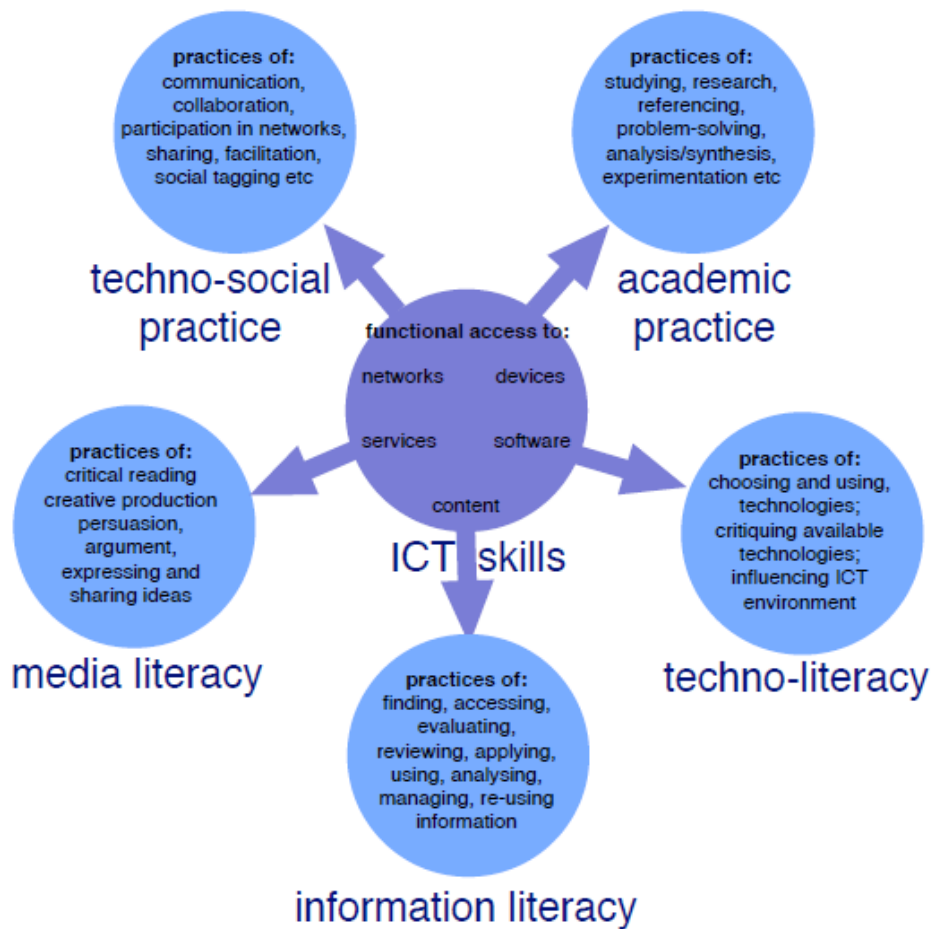 practices of:
communication,
collaboration,
participation in networks,
sharing, facilitation,
social tagging etc
techno-social
practice
practices of:
studying, research,
referencing,
problem-solving,
analysis/synthesis,
experimentation etc
academic
practice
functional access to:
networks devices
services software
content
ICT skills
practices of:
critical reading
creative production
persuasion,
argument,
expressing and
sharing ideas
media literacy
practices of:
choosing and using,
technologies;
critiquing available
technologies;
influencing ICT
environment
techno-literacy
practices of:
finding, accessing,
evaluating,
reviewing, applying,
using, analysing,
managing, re-using
information
information literacy